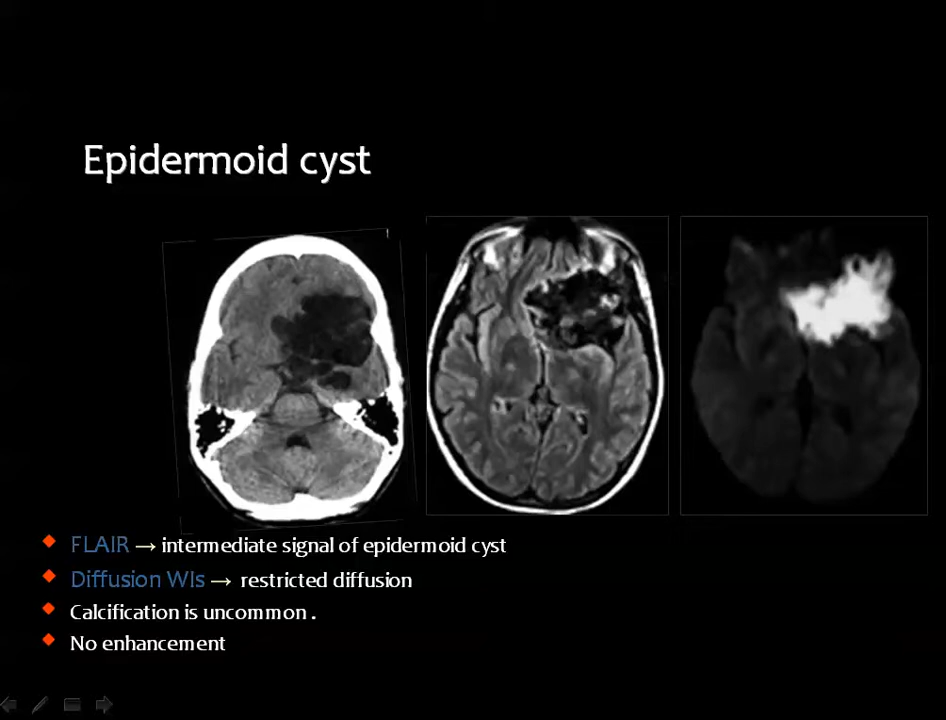 Epidermoid cyst
FLAIR → intermediate signal of epidermoid cyst
Diffusion WIs → restricted diffusion
Calcification is uncommon .
No enhancement